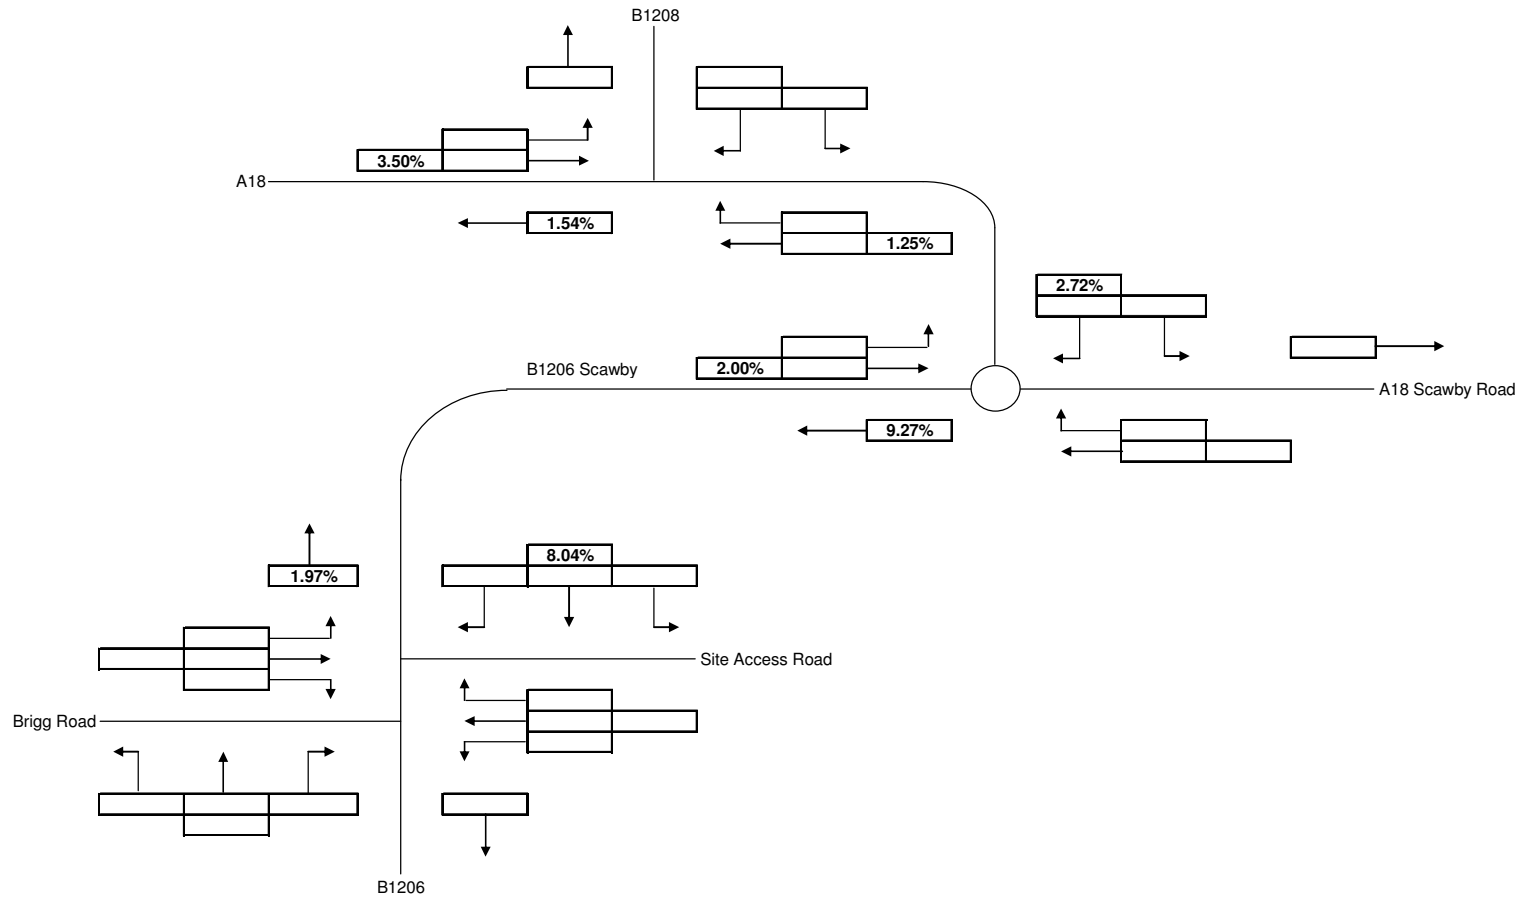 B1208
3.50%
A18
1.54%
1.25%
2.72%
B1206 Scawby
2.00%
A18 Scawby Road
9.27%
8.04%
1.97%
Site Access Road
Brigg Road
B1206